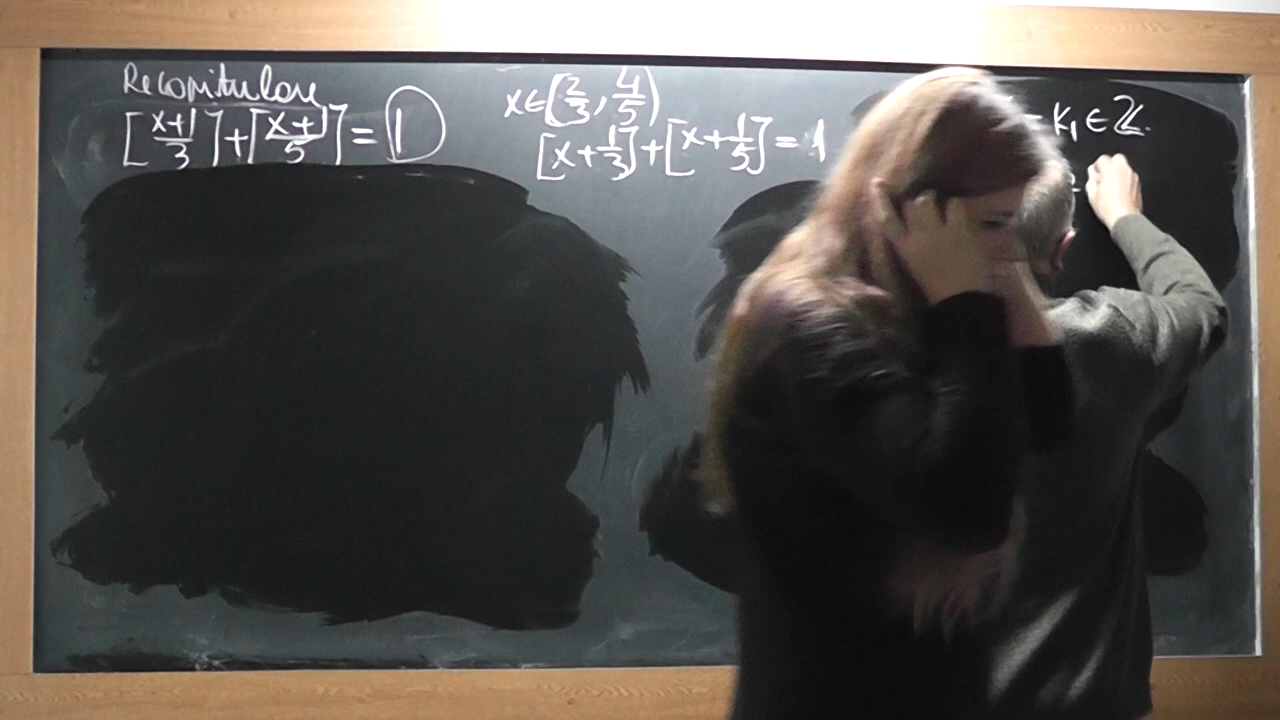 Recapitulare
[x+1/3]+[x+1/5]=1
x∈[2/3,4/5)
[x+1/3]+[x+1/5]=1
= k₁∈ℤ.